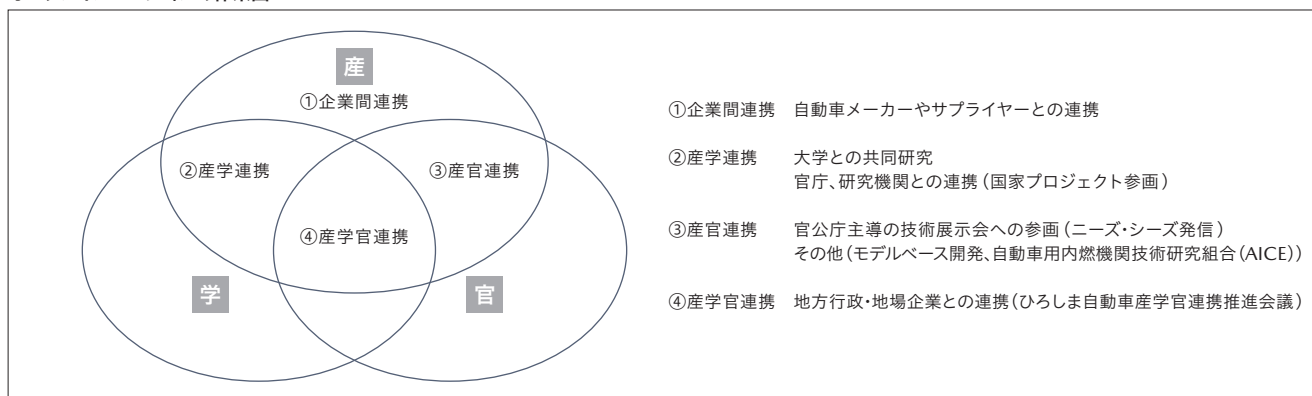 産
①企業間連携
②産学連携
③産官連携
④産学官連携
学
官
①企業間連携 自動車メーカーやサプライヤーとの連携
②産学連携 大学との共同研究
官庁、研究機関との連携(国家プロジェクト参画)
③産官連携 官公庁主導の技術展示会への参画(ニーズ・シーズ発信)
その他(モデルベース開発、自動車用内燃機関技術研究組合(AICE))
④産学官連携 地方行政・地場企業との連携(ひろしま自動車産学官連携推進会議)